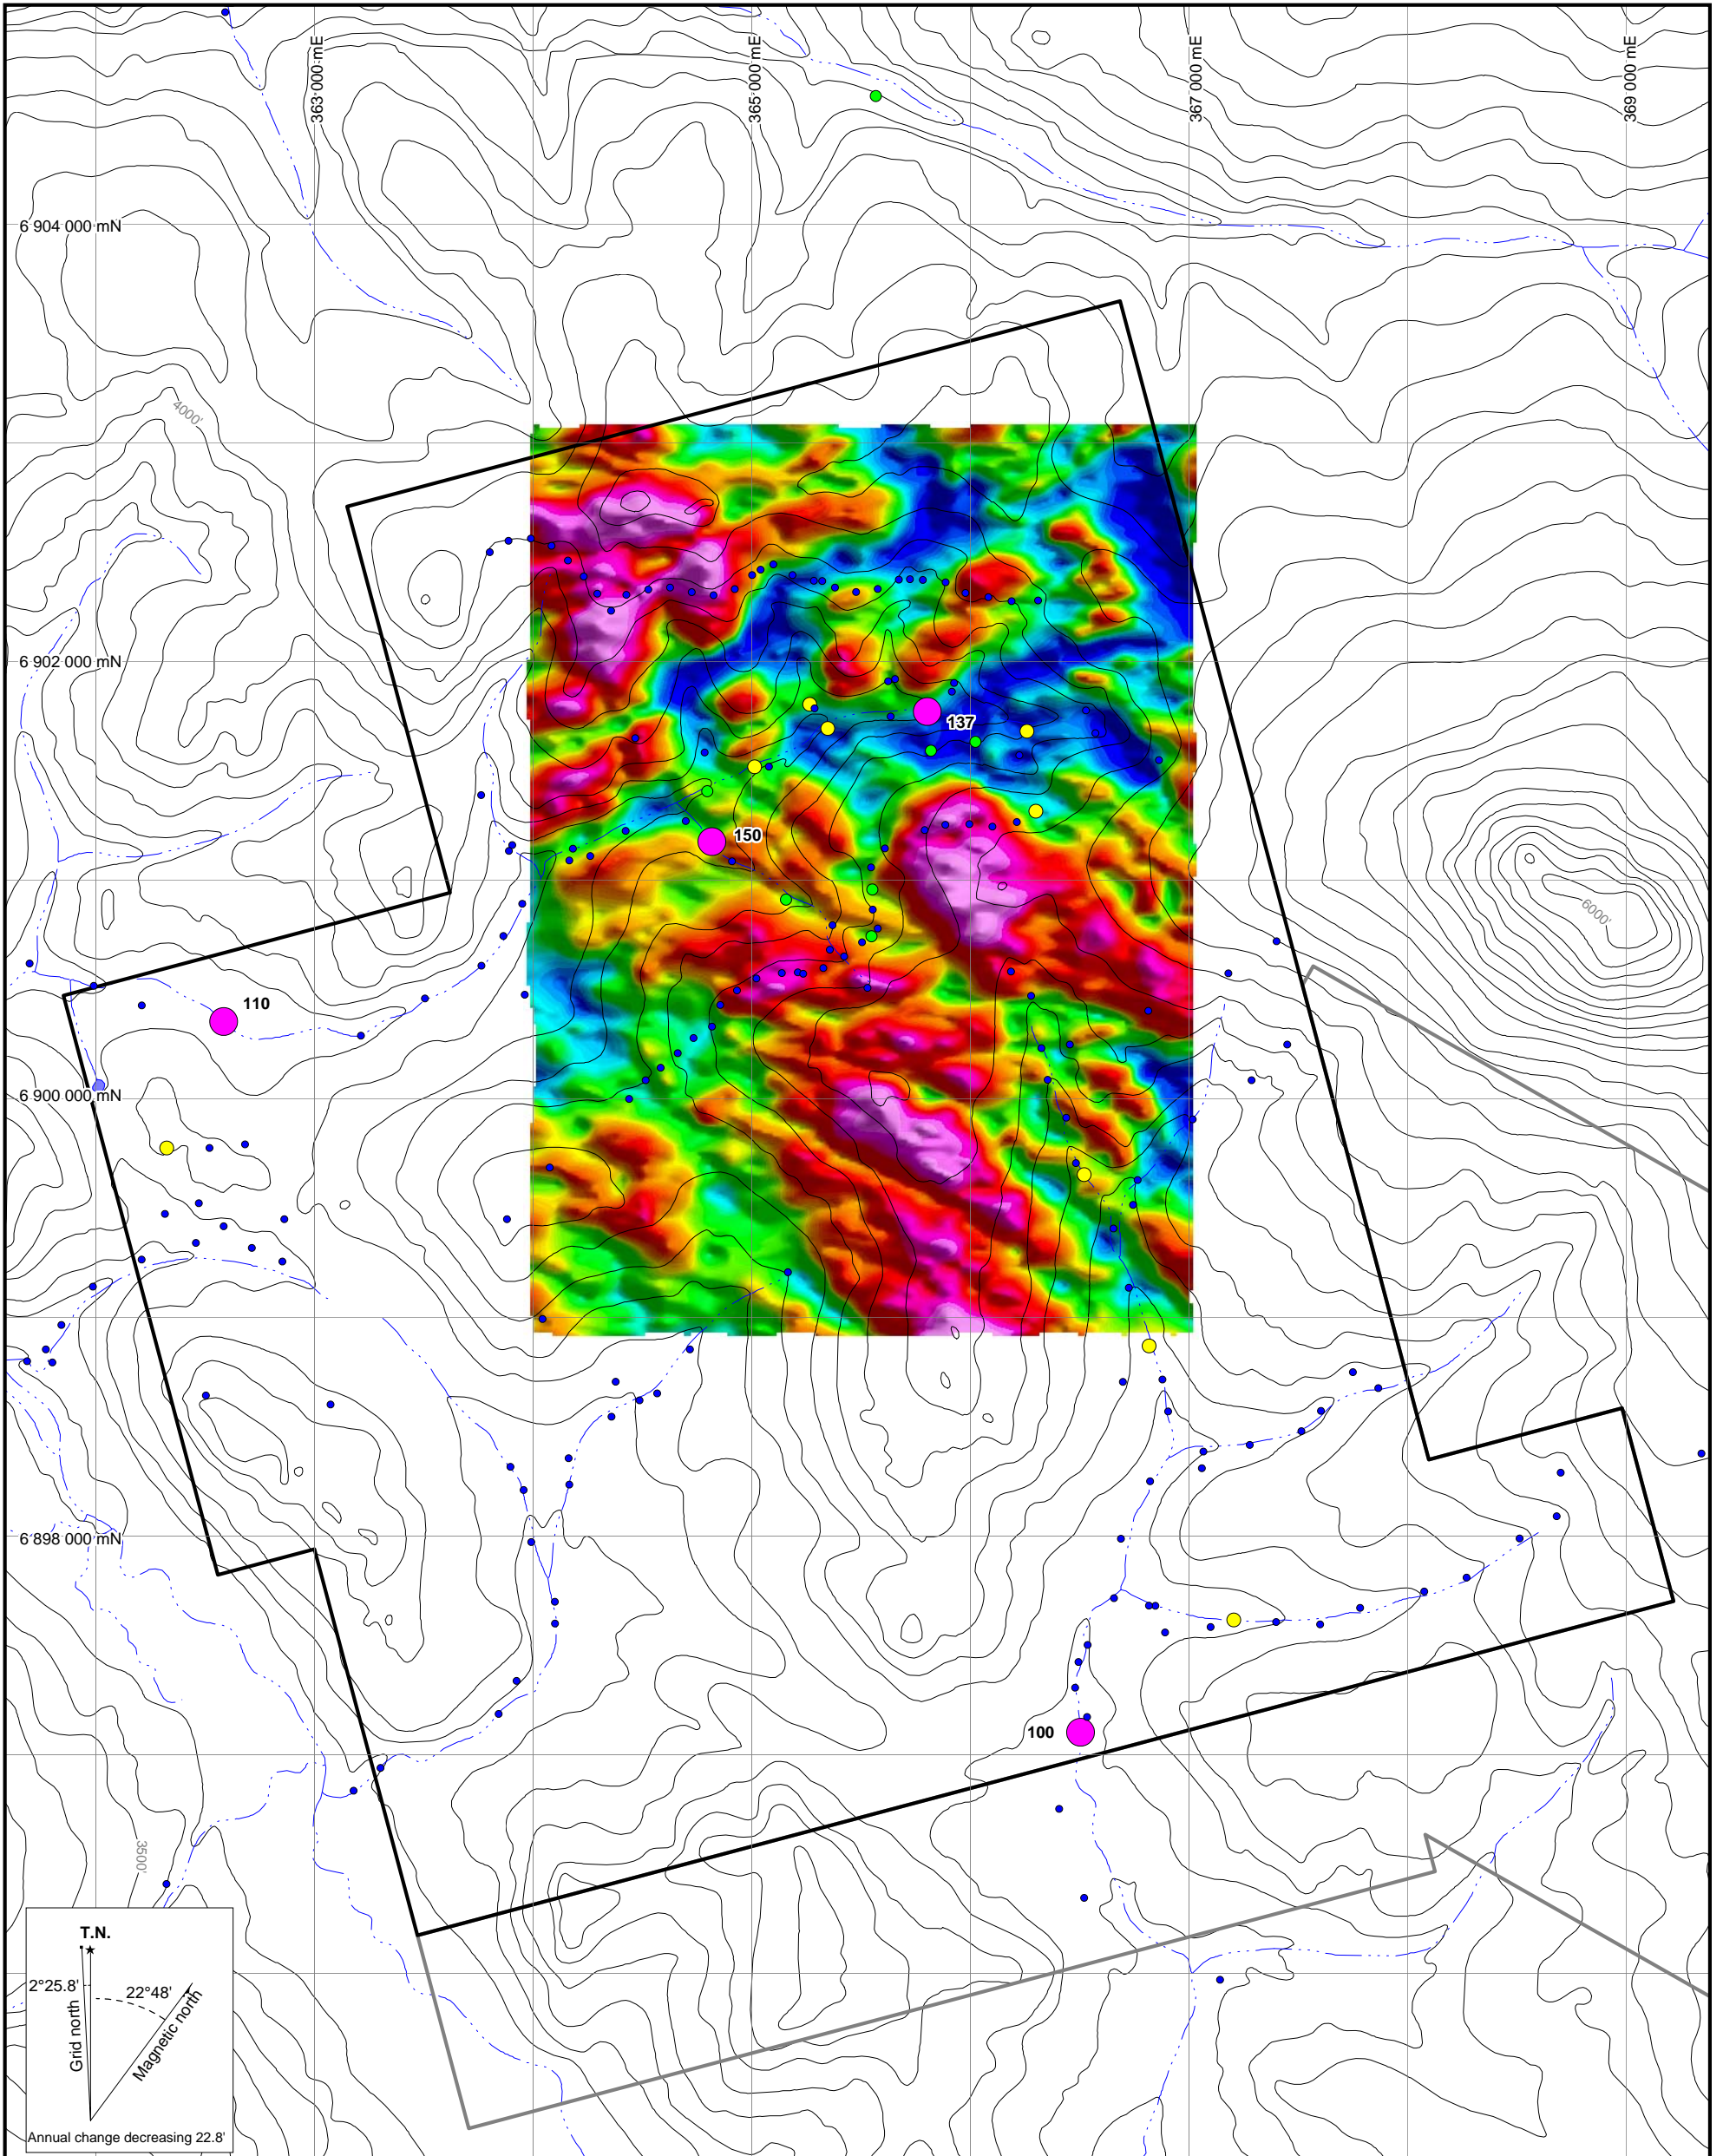 363 000 mE
365 000 mE
367 000 mE
369 000 mE
6 904 000 mN
4000'
6 902 000 mN
137
150
6000'
110
6 900 000 mN
6 898 000 mN
100
3500'
T.N.
2°25.8'
22°48'
Grid north
Magnetic north
Annual change decreasing 22.8'